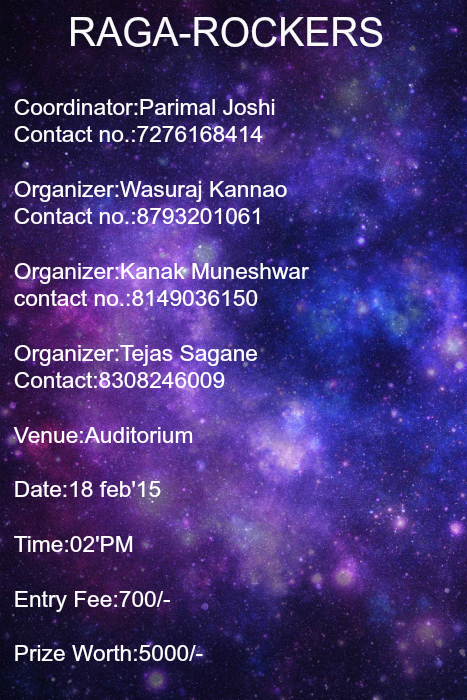 RAGA-ROCKERS
Coordinator:Parimal Joshi
Contact no.:7276168414
Organizer:Wasuraj Kannao
Contact no.:8793201061
Organizer:Kanak Muneshwar
contact no.:8149036150
Organizer:Tejas Sagane
Contact:8308246009
Venue:Auditorium
Date:18 feb'15
Time:02'PM
Entry Fee:700/-
Prize Worth:5000/-